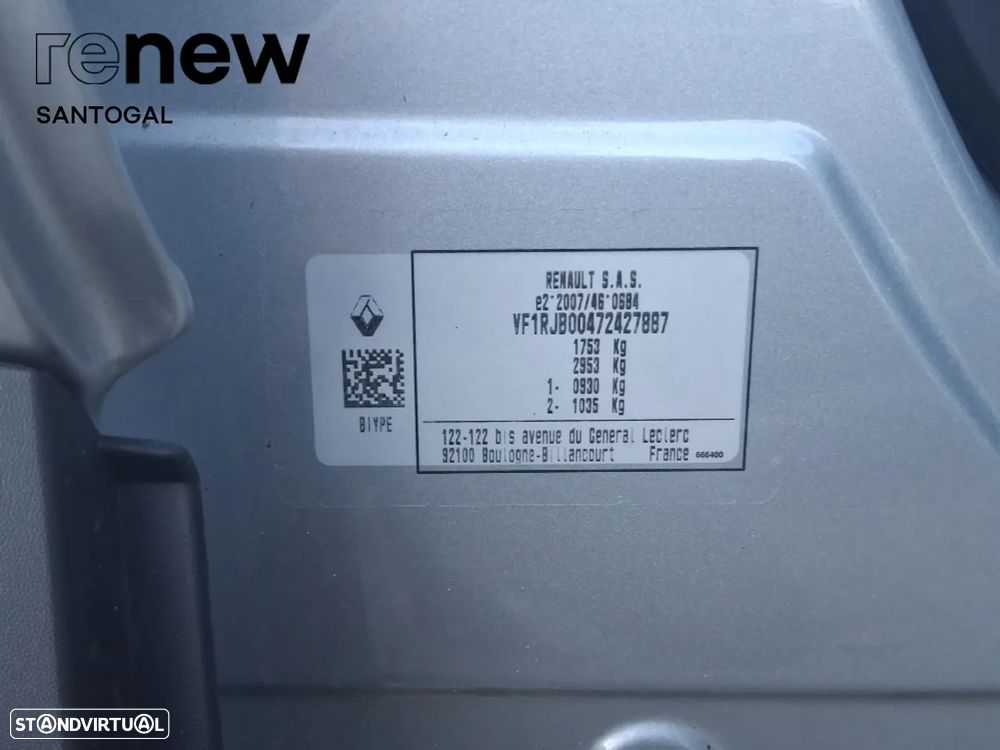 renew
SANTOGAL
RENAULT S.A.S.
e2*2007/46*0684
VF1RJB00472427887
1753 Kg
2953 Kg
1- 0930 Kg
2- 1035 Kg
BIYPE
122-122 bis avenue du General Leclerc
92100 Boulogne-Billancourt France 666400
STANDVIRTUAL